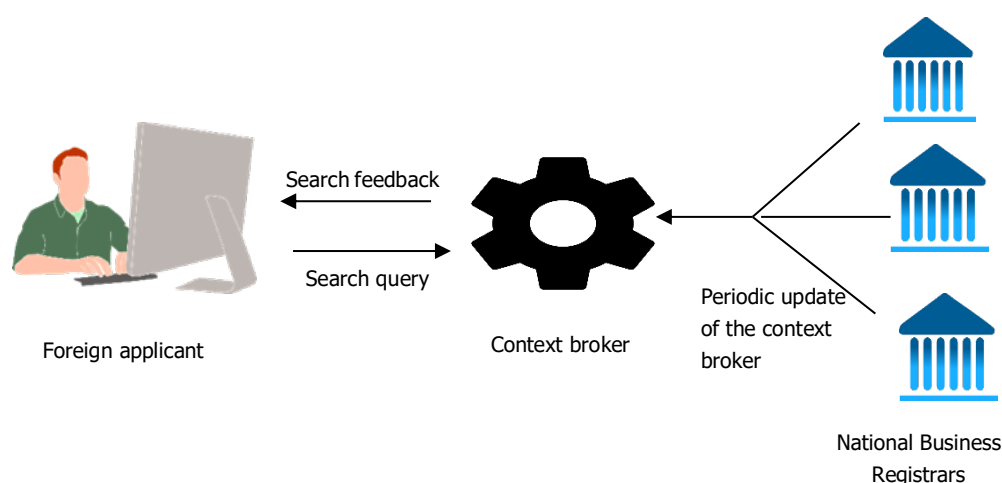 Search feedback
Search query
Foreign applicant
Context broker
Periodic update
of the context
broker
National Business
Registrars